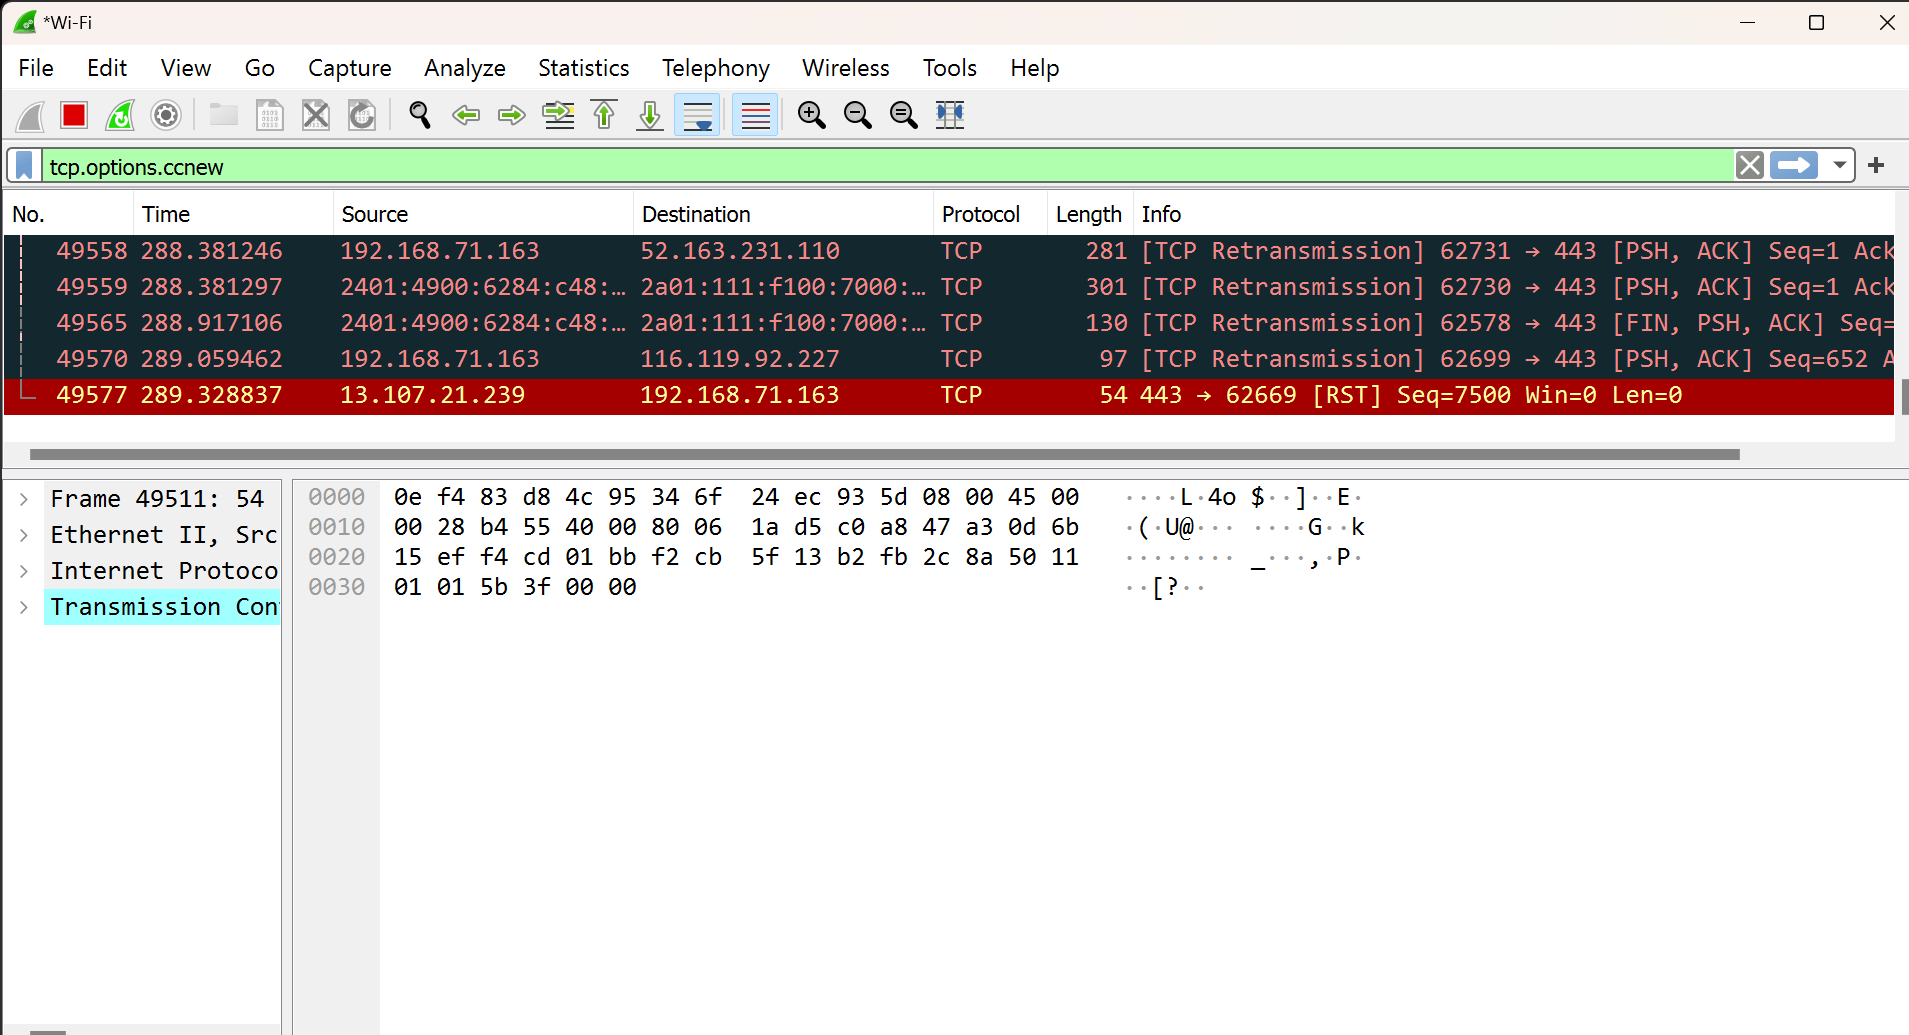 *Wi-Fi
File Edit View Go Capture Analyze Statistics Telephony Wireless Tools Help
tcp.options.ccnew
No. Time Source Destination Protocol Length Info
49558 288.381246 192.168.71.163 52.163.231.110 TCP 281 [TCP Retransmission] 62731 → 443 [PSH, ACK] Seq=1 Ack
49559 288.381297 2401:4900:6284:c48:… 2a01:111:f100:7000:… TCP 301 [TCP Retransmission] 62730 → 443 [PSH, ACK] Seq=1 Ack
49565 288.917106 2401:4900:6284:c48:… 2a01:111:f100:7000:… TCP 130 [TCP Retransmission] 62578 → 443 [FIN, PSH, ACK] Seq=
49570 289.059462 192.168.71.163 116.119.92.227 TCP 97 [TCP Retransmission] 62699 → 443 [PSH, ACK] Seq=652 A
49577 289.328837 13.107.21.239 192.168.71.163 TCP 54 443 → 62669 [RST] Seq=7500 Win=0 Len=0
Frame 49511: 54
Ethernet II, Src
Internet Protoco
Transmission Con
0000 0e f4 83 d8 4c 95 34 6f 24 ec 93 5d 08 00 45 00 ····L·4o $··]··E·
0010 00 28 b4 55 40 00 80 06 1a d5 c0 a8 47 a3 0d 6b ·(·U@··· ····G··k
0020 15 ef f4 cd 01 bb f2 cb 5f 13 b2 fb 2c 8a 50 11 ········ _···,·P·
0030 01 01 5b 3f 00 00 ··[?··